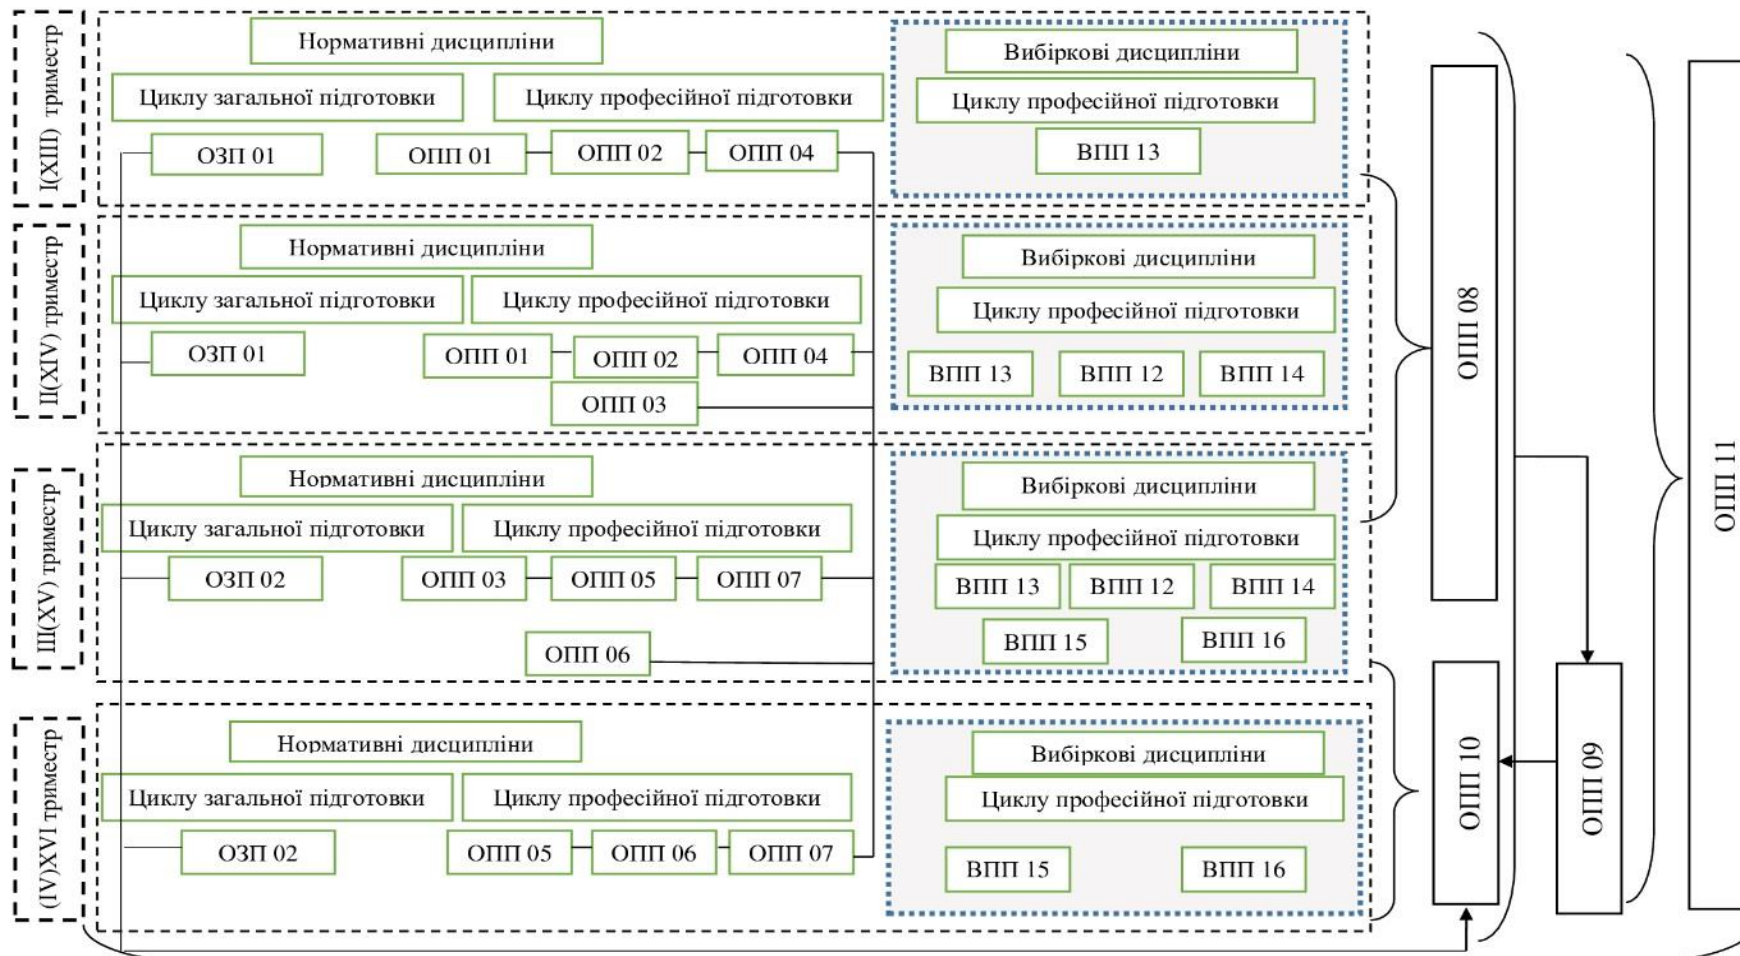 I(XIII) триместр
Нормативні дисципліни
Циклу загальної підготовки
Циклу професійної підготовки
ОЗП 01
ОПП 01
ОПП 02
ОПП 04
Вибіркові дисципліни
Циклу професійної підготовки
ВПП 13
II(XIV) триместр
Нормативні дисципліни
Циклу загальної підготовки
Циклу професійної підготовки
ОЗП 01
ОПП 01
ОПП 02
ОПП 04
ОПП 03
Вибіркові дисципліни
Циклу професійної підготовки
ВПП 13
ВПП 12
ВПП 14
III(XV) триместр
Нормативні дисципліни
Циклу загальної підготовки
Циклу професійної підготовки
ОЗП 02
ОПП 03
ОПП 05
ОПП 07
ОПП 06
Вибіркові дисципліни
Циклу професійної підготовки
ВПП 13
ВПП 12
ВПП 14
ВПП 15
ВПП 16
(IV)XVI триместр
Нормативні дисципліни
Циклу загальної підготовки
Циклу професійної підготовки
ОЗП 02
ОПП 05
ОПП 06
ОПП 07
Вибіркові дисципліни
Циклу професійної підготовки
ВПП 15
ВПП 16
ОПП 08
ОПП 10
ОПП 09
ОПП 11